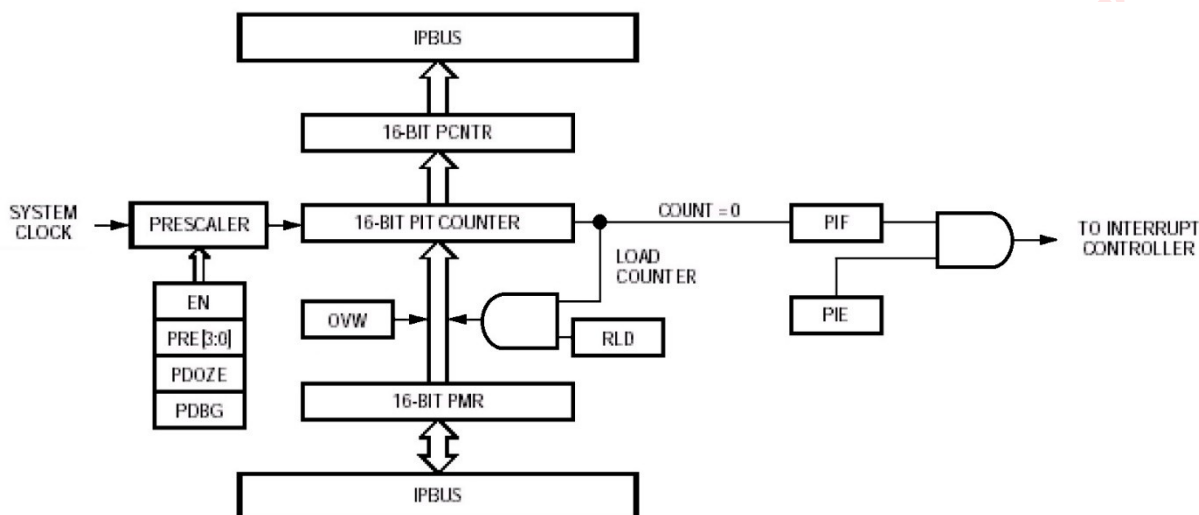 IPBUS
16-BIT PCNTR
SYSTEM
CLOCK
PRESCALER
16-BIT PIT COUNTER
COUNT = 0
PIF
TO INTERRUPT
CONTROLLER
LOAD
COUNTER
EN
PRE[3:0]
PDOZE
PDBG
OVW
RLD
PIE
16-BIT PMR
IPBUS